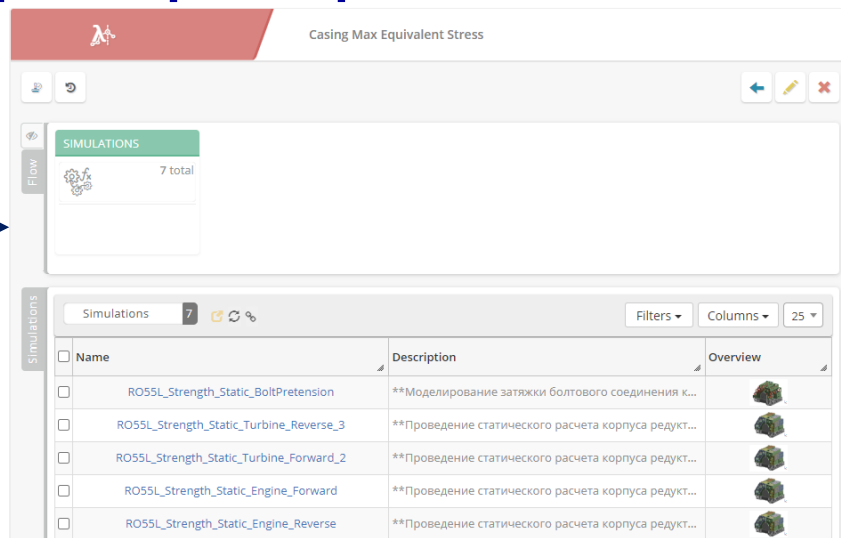 Casing Max Equivalent Stress
Flow
SIMULATIONS
7 total
Simulations
Simulations 7
Filters Columns 25
Name Description Overview
RO55L_Strength_Static_BoltPretension **Моделирование затяжки болтового соединения к...
RO55L_Strength_Static_Turbine_Reverse_3 **Проведение статического расчета корпуса редукт...
RO55L_Strength_Static_Turbine_Forward_2 **Проведение статического расчета корпуса редукт...
RO55L_Strength_Static_Engine_Forward **Проведение статического расчета корпуса редукт...
RO55L_Strength_Static_Engine_Reverse **Проведение статического расчета корпуса редукт...